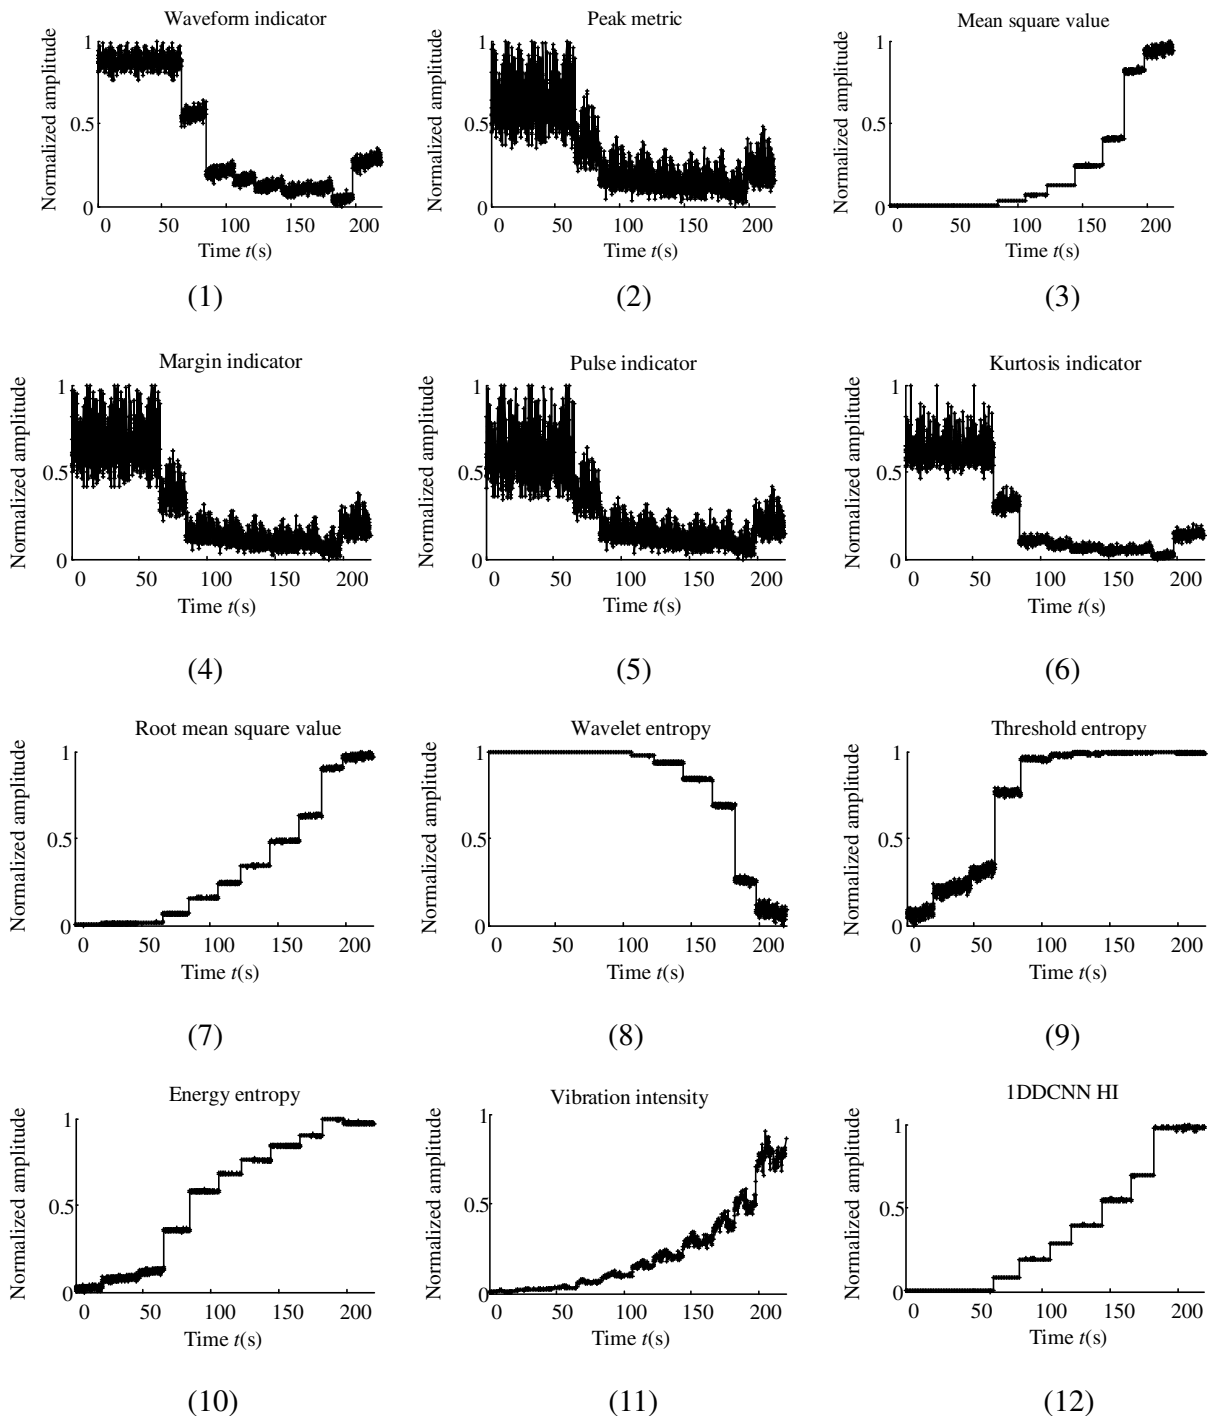 Waveform indicator
Normalized amplitude
1
0.5
0
0 50 100 150 200
Time t(s)
(1)
Peak metric
Normalized amplitude
1
0.5
0
0 50 100 150 200
Time t(s)
(2)
Mean square value
Normalized amplitude
1
0.5
0
0 50 100 150 200
Time t(s)
(3)
Margin indicator
Normalized amplitude
1
0.5
0
0 50 100 150 200
Time t(s)
(4)
Pulse indicator
Normalized amplitude
1
0.5
0
0 50 100 150 200
Time t(s)
(5)
Kurtosis indicator
Normalized amplitude
1
0.5
0
0 50 100 150 200
Time t(s)
(6)
Root mean square value
Normalized amplitude
1
0.5
0
0 50 100 150 200
Time t(s)
(7)
Wavelet entropy
Normalized amplitude
1
0.5
0
0 50 100 150 200
Time t(s)
(8)
Threshold entropy
Normalized amplitude
1
0.5
0
0 50 100 150 200
Time t(s)
(9)
Energy entropy
Normalized amplitude
1
0.5
0
0 50 100 150 200
Time t(s)
(10)
Vibration intensity
Normalized amplitude
1
0.5
0
0 50 100 150 200
Time t(s)
(11)
1DDCNN HI
Normalized amplitude
1
0.5
0
0 50 100 150 200
Time t(s)
(12)